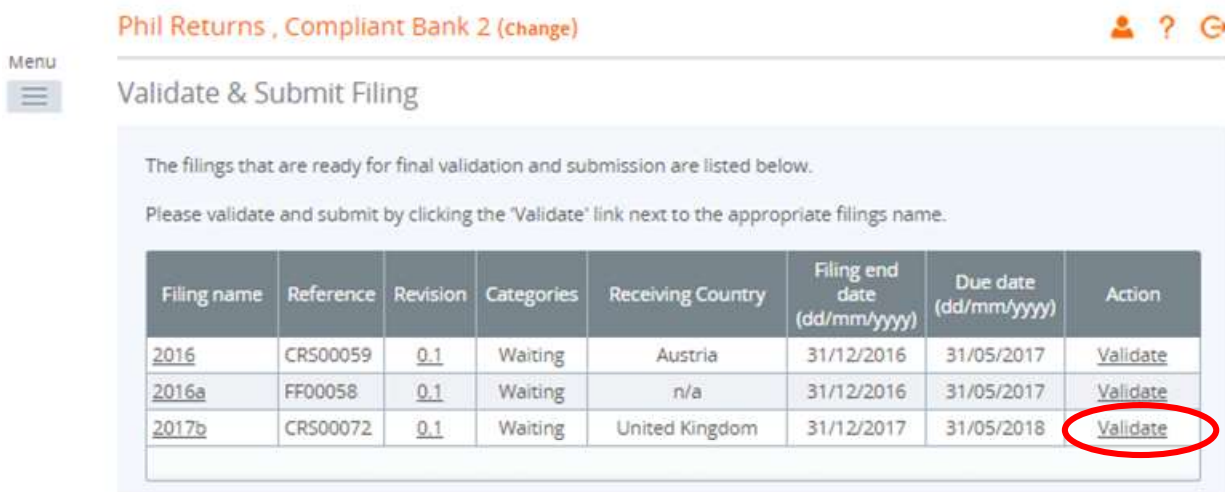 Phil Returns , Compliant Bank 2 (change)
?
Menu
Validate & Submit Filing
The filings that are ready for final validation and submission are listed below.
Please validate and submit by clicking the 'Validate' link next to the appropriate filings name.
Filing name Reference Revision Categories Receiving Country Filing end date (dd/mm/yyyy) Due date (dd/mm/yyyy) Action
2016 CRS00059 0.1 Waiting Austria 31/12/2016 31/05/2017 Validate
2016a FF00058 0.1 Waiting n/a 31/12/2016 31/05/2017 Validate
2017b CRS00072 0.1 Waiting United Kingdom 31/12/2017 31/05/2018 Validate